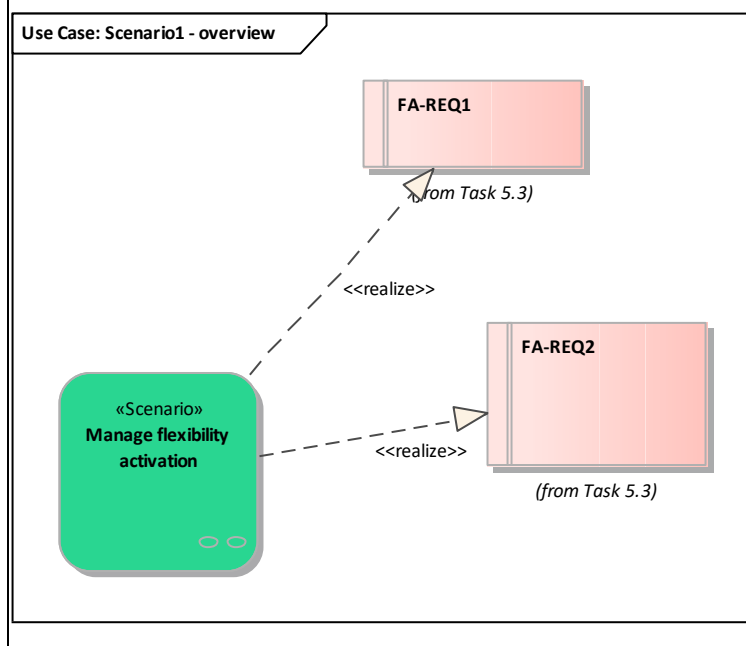 Use Case: Scenario1 - overview
FA-REQ1
(from Task 5.3)
<<realize>>
FA-REQ2
«Scenario»
Manage flexibility
activation
<<realize>>
(from Task 5.3)